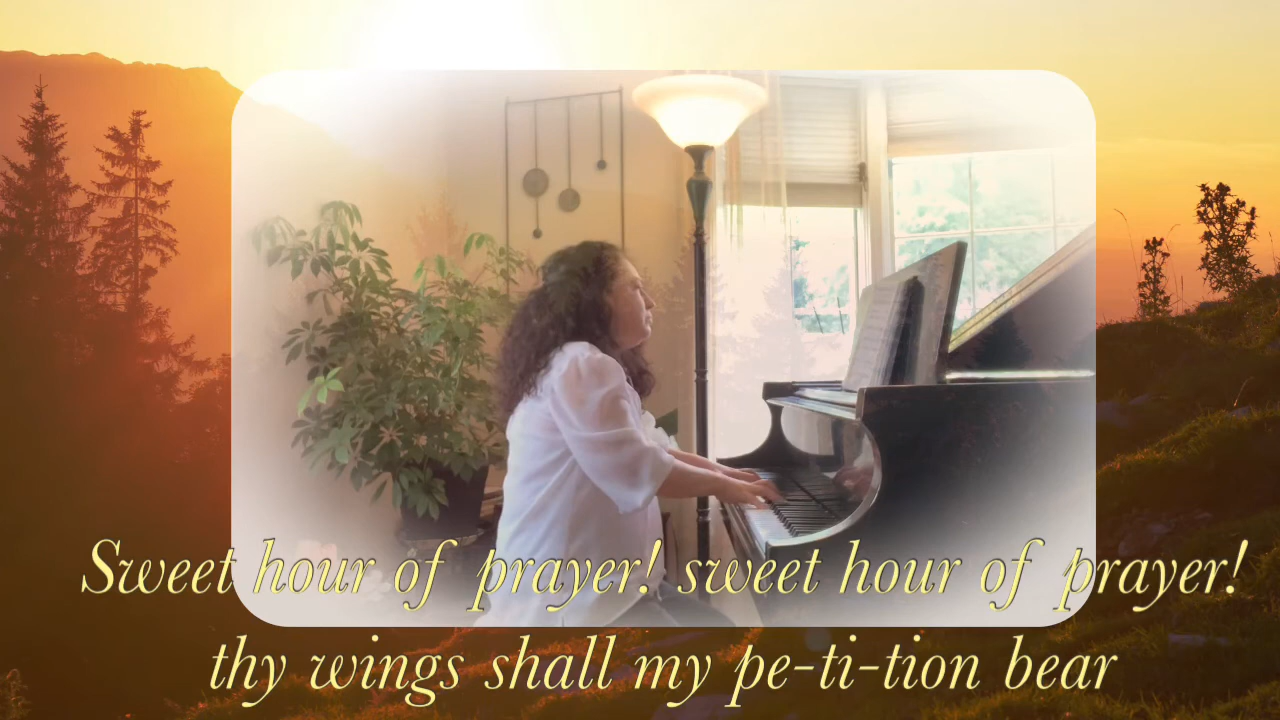 Sweet hour of prayer! sweet hour of prayer!
thy wings shall my pe-ti-tion bear